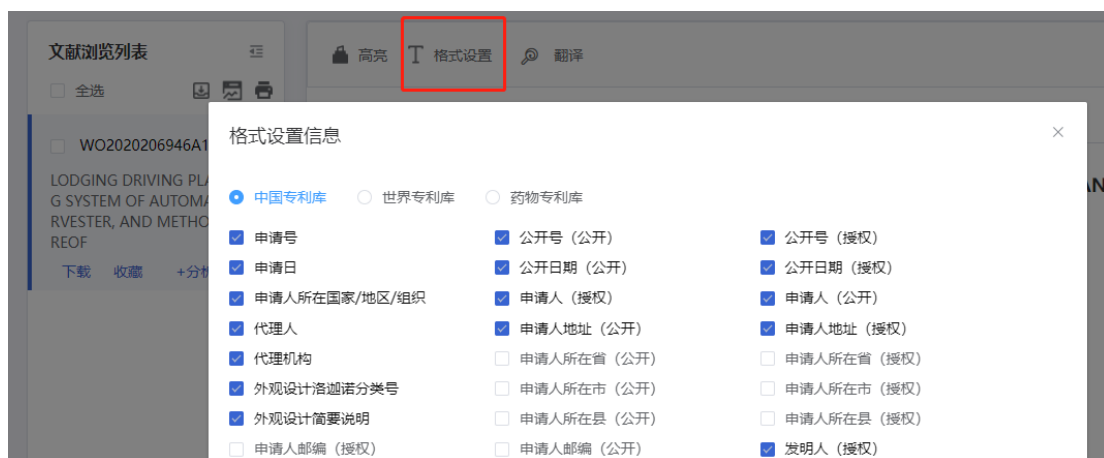 文献浏览列表
高亮 格式设置 翻译
全选
WO2020206946A1
LODGING DRIVING PL
G SYSTEM OF AUTOM
RVESTER, AND METHO
REOF
下载 收藏 +分析
AN
格式设置信息
中国专利库 世界专利库 药物专利库
申请号 公开号（公开） 公开号（授权）
申请日 公开日期（公开） 公开日期（授权）
申请人所在国家/地区/组织 申请人（授权） 申请人（公开）
代理人 申请人地址（公开） 申请人地址（授权）
代理机构 申请人所在省（公开） 申请人所在省（授权）
外观设计洛迦诺分类号 申请人所在市（公开） 申请人所在市（授权）
外观设计简要说明 申请人所在县（公开） 申请人所在县（授权）
申请人邮编（授权） 申请人邮编（公开） 发明人（授权）